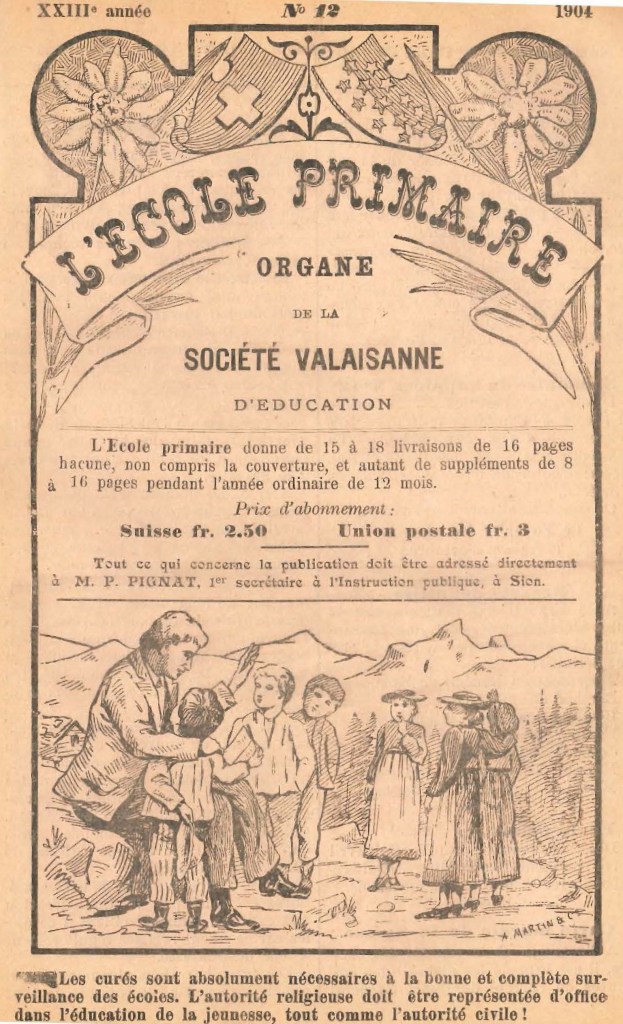 XXIIIe année No 12 1904
L'ECOLE PRIMAIRE
ORGANE
DE LA
SOCIÉTÉ VALAISANNE
D'EDUCATION
L'Ecole primaire donne de 15 à 18 livraisons de 16 pages
hacune, non compris la couverture, et autant de suppléments de 8
à 16 pages pendant l'année ordinaire de 12 mois.
Prix d'abonnement :
Suisse fr. 2.50 Union postale fr. 3
Tout ce qui concerne la publication doit être adressé directement
à M. P. PIGNAT, 1er secrétaire à l'Instruction publique, à Sion.
A MARTIN & Cie
Les curés sont absolument nécessaires à la bonne et complète sur-
veillance des écoles. L'autorité religieuse doit être représentée d'office
dans l'éducation de la jeunesse, tout comme l'autorité civile !